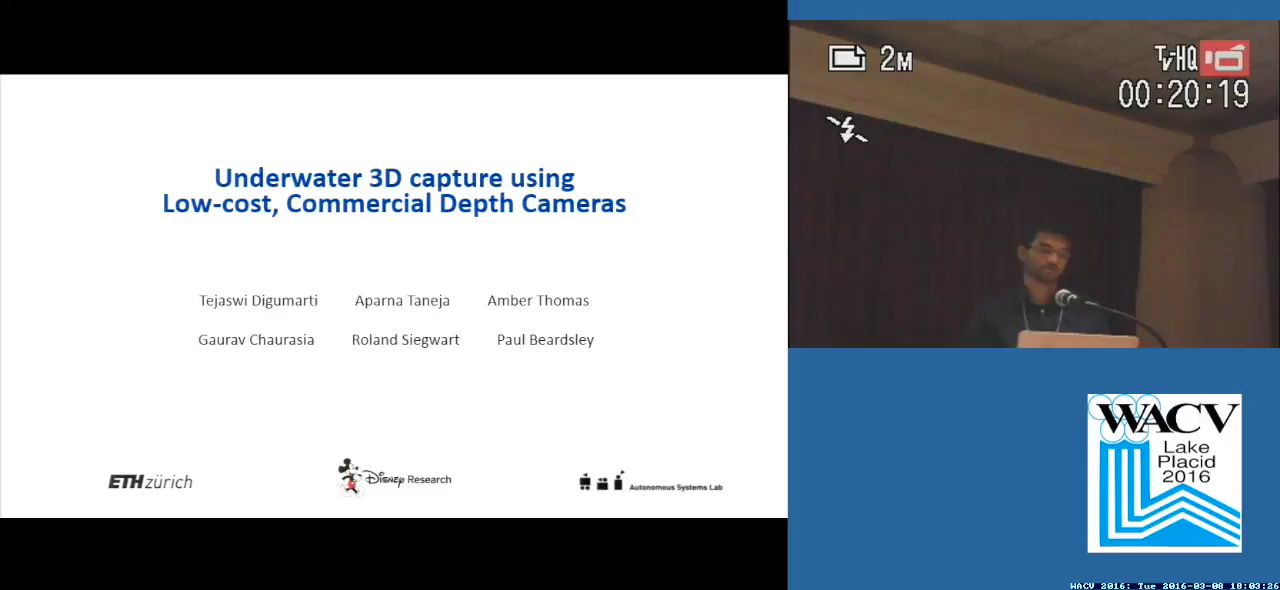 Underwater 3D capture using
Low-cost, Commercial Depth Cameras
Tejaswi Digumarti Aparna Taneja Amber Thomas
Gaurav Chaurasia Roland Siegwart Paul Beardsley
ETH zürich
Disney Research
Autonomous Systems Lab
2M
Tv-HQ
00:20:19
WACV
Lake
Placid
2016
WACV 2016: Tue 2016-03-08 18:03:26